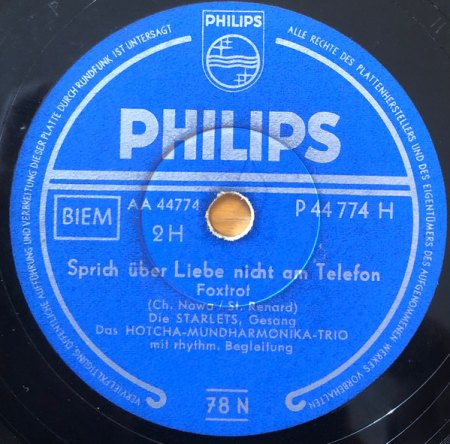 PHILIPS
PHILIPS
BIEM
AA 44774
2H
P 44 774 H
Sprich über Liebe nicht am Telefon
Foxtrot
(Ch. Nowa / St. Renard)
Die STARLETS, Gesang
Das HOTCHA-MUNDHARMONIKA-TRIO
mit rhythm. Begleitung
78 N
VERVIELFÄLTIGUNG ÖFFENTLICHE AUFFÜHRUNG UND VERBREITUNG DIESER PLATTE DURCH RUNDFUNK IST UNTERSAGT
ALLE RECHTE DES PLATTENHERSTELLERS UND DES EIGENTÜMERS DES AUFGENOMMENEN WERKES VORBEHALTEN